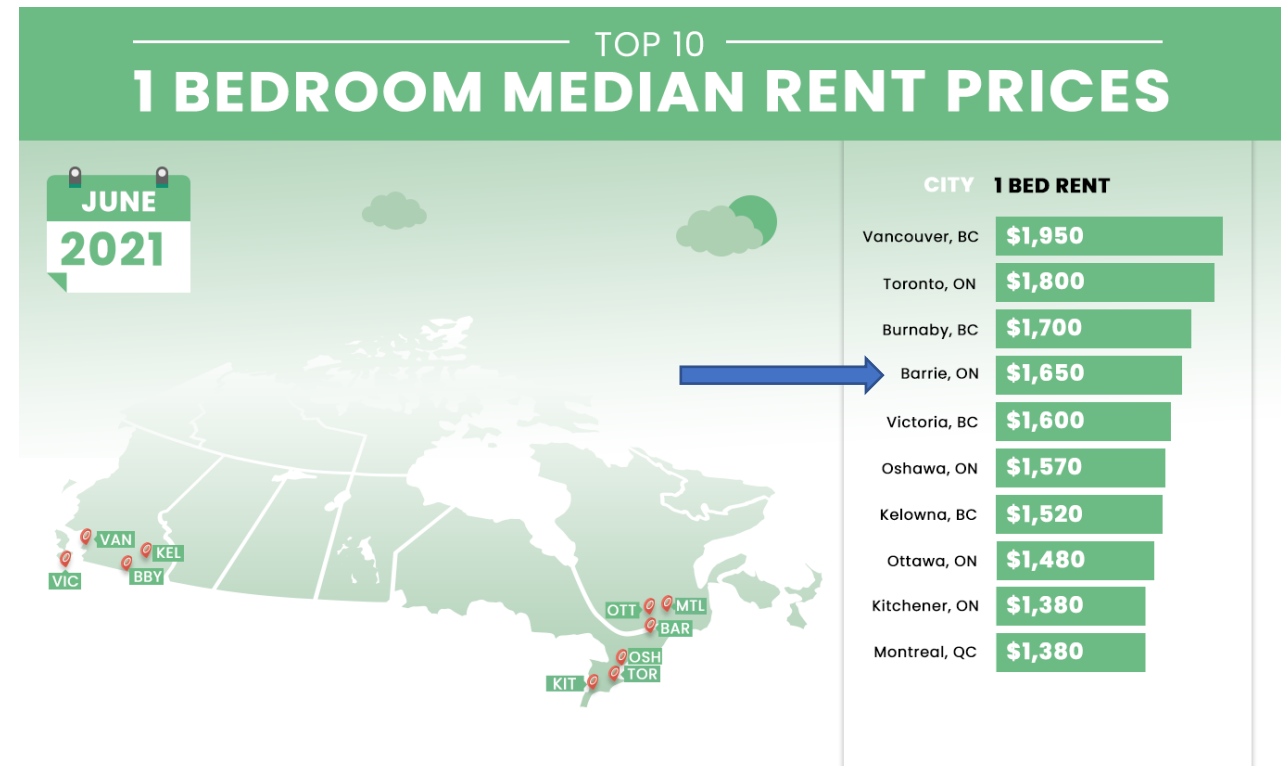 TOP 10
1 BEDROOM MEDIAN RENT PRICES
JUNE
2021
CITY 1 BED RENT
Vancouver, BC $1,950
Toronto, ON $1,800
Burnaby, BC $1,700
Barrie, ON $1,650
Victoria, BC $1,600
Oshawa, ON $1,570
Kelowna, BC $1,520
Ottawa, ON $1,480
Kitchener, ON $1,380
Montreal, QC $1,380
VAN
KEL
VIC
BBY
OTT
MTL
BAR
OSH
TOR
KIT